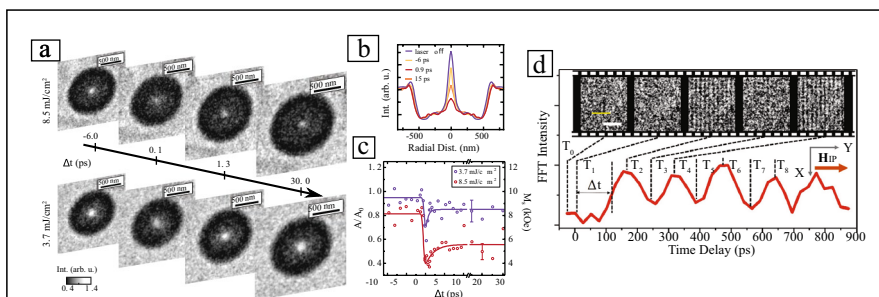 a
8.5 mJ/cm²
500 nm
500 nm
500 nm
500 nm
-6.0
0.1
1.3
30. 0
Δt (ps)
3.7 mJ/cm²
500 nm
500 nm
500 nm
500 nm
Int. (arb. u.)
0.4 1.4
b
laser off
-6 ps
0.9 ps
15 ps
Int. (arb. u.)
-500 0 500
Radial Dist. (nm)
c
3.7 mJ/c m²
8.5 mJ/c m²
1.0
0.8
0.6
0.4
A/A₀
10
8
6
4
2
(kOe)
-10 -5 0 5 10 15 20 30
Δt (ps)
d
T₀
T₁ T₂ T₃ T₄ T₅ T₆ T₇ T₈
Δt
X Y
H_IP
FFT Intensity
0 100 200 300 400 500 600 700 800 900
Time Delay (ps)